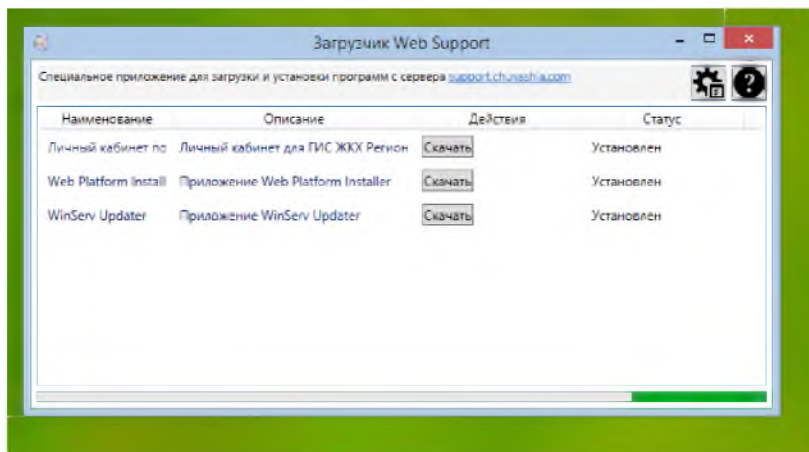 Загрузчик Web Support
Специальное приложение для загрузки и установки программ с сервера support.chuvashia.com
Наименование Описание Действия Статус
Личный кабинет по Личный кабинет для ГИС ЖКХ Регион Скачать Установлен
Web Platform Install Приложение Web Platform Installer Скачать Установлен
WinServ Updater Приложение WinServ Updater Скачать Установлен